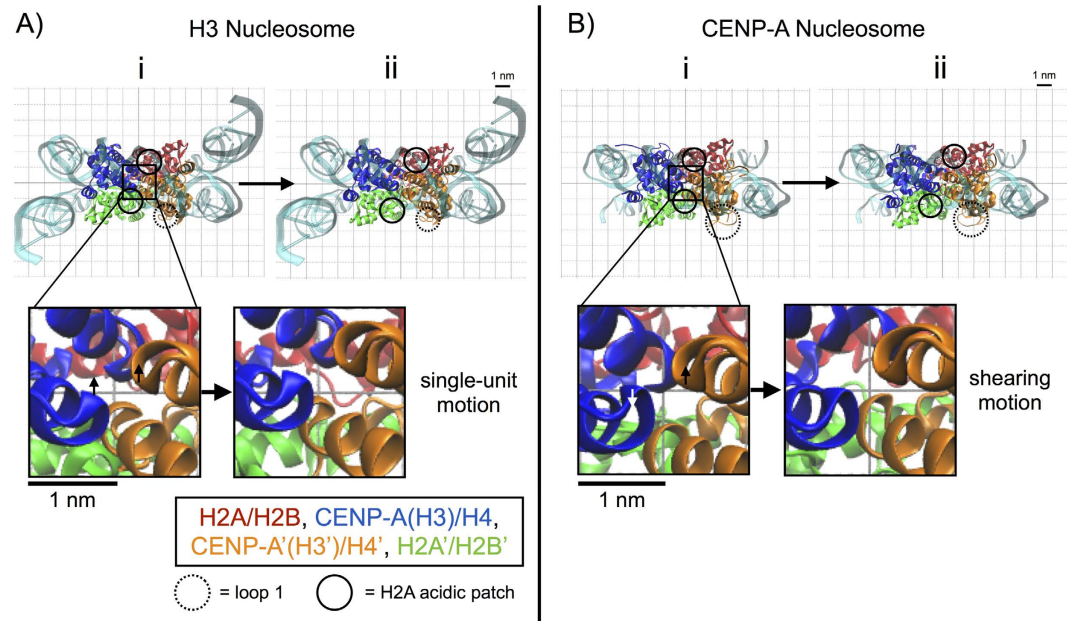 A)
H3 Nucleosome
i
ii
1 nm
single-unit
motion
1 nm
B)
CENP-A Nucleosome
i
ii
1 nm
shearing
motion
1 nm
H2A/H2B, CENP-A(H3)/H4,
CENP-A’(H3’)/H4’, H2A’/H2B’
= loop 1
= H2A acidic patch